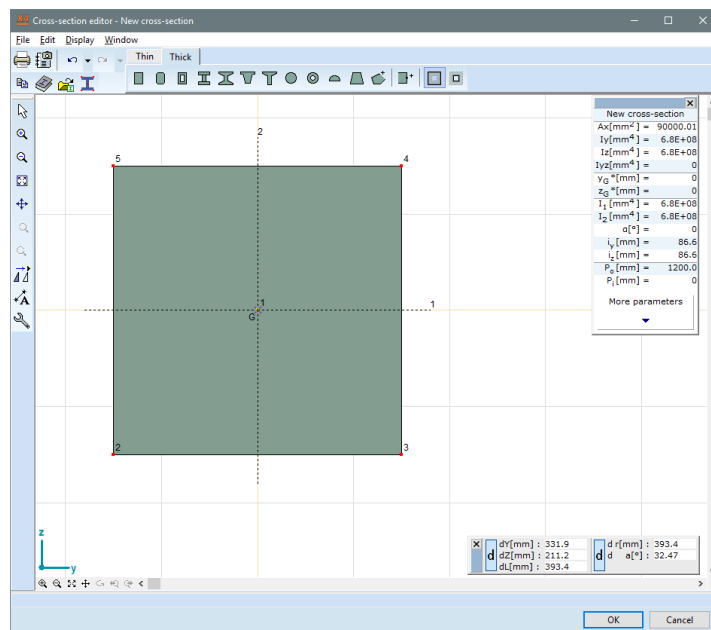 Cross-section editor - New cross-section
File Edit Display Window
Thin Thick
2
5 4
1
G
1
2 3
z
y
New cross-section
Ax[mm2] = 90000.01
Iy[mm4] = 6.8E+08
Iz[mm4] = 6.8E+08
Iyz[mm4] = 0
yG*[mm] = 0
zG*[mm] = 0
I1[mm4] = 6.8E+08
I2[mm4] = 6.8E+08
α[°] = 0
iy[mm] = 86.6
iz[mm] = 86.6
Po[mm] = 1200.0
Pi[mm] = 0
More parameters
d dY[mm] : 331.9
dZ[mm] : 211.2
dL[mm] : 393.4
d d r[mm] : 393.4
d a[°] : 32.47
OK Cancel